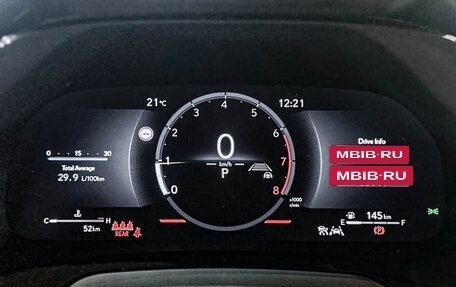 21°C
12:21
0 15 30
Total Average
29.9 L/100km
0 1 2 3 4 5 6 7 8
0
km/h
P
x1000
r/min
Drive Info
MBIB-RU
MBIB-RU
C H
52km
REAR
145km
E F